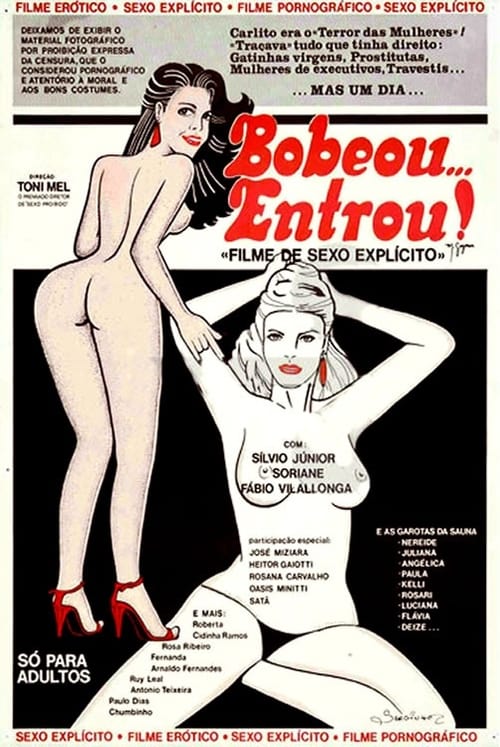 FILME ERÓTICO • SEXO EXPLÍCITO • FILME PORNOGRÁFICO • SEXO EXPLÍCITO
DEIXAMOS DE EXIBIR O
MATERIAL FOTOGRÁFICO
POR PROIBIÇÃO EXPRESSA
DA CENSURA, QUE O
CONSIDEROU PORNOGRÁFICO
E ATENTÓRIO À MORAL E
AOS BONS COSTUMES.
Carlito era o «Terror das Mulheres»!
«Traçava» tudo que tinha direito:
Gatinhas virgens, Prostitutas,
Mulheres de executivos, Travestis...
... MAS UM DIA...
Bobeou...
Entrou!
«FILME DE SEXO EXPLÍCITO»
DIREÇÃO
TONI MEL
O PREMIADO DIRETOR
DE "SEXO PROIBIDO"
COM:
SÍLVIO JÚNIOR
SORIANE
FÁBIO VILALLONGA
participação especial:
JOSÉ MIZIARA
HEITOR GAIOTTI
ROSANA CARVALHO
OASIS MINITTI
SATÃ
E AS GAROTAS DA SAUNA
•NEREIDE
•JULIANA
•ANGÉLICA
•PAULA
•KELLI
•ROSARI
•LUCIANA
•FLÁVIA
•DEIZE...
E MAIS:
Roberta
Cidinha Ramos
Rosa Ribeiro
Fernanda
Arnaldo Fernandes
Ruy Leal
Antonio Teixeira
Paulo Dias
Chumbinho
SÓ PARA
ADULTOS
SEXO EXPLÍCITO • FILME ERÓTICO • SEXO EXPLÍCITO • FILME PORNOGRÁFICO